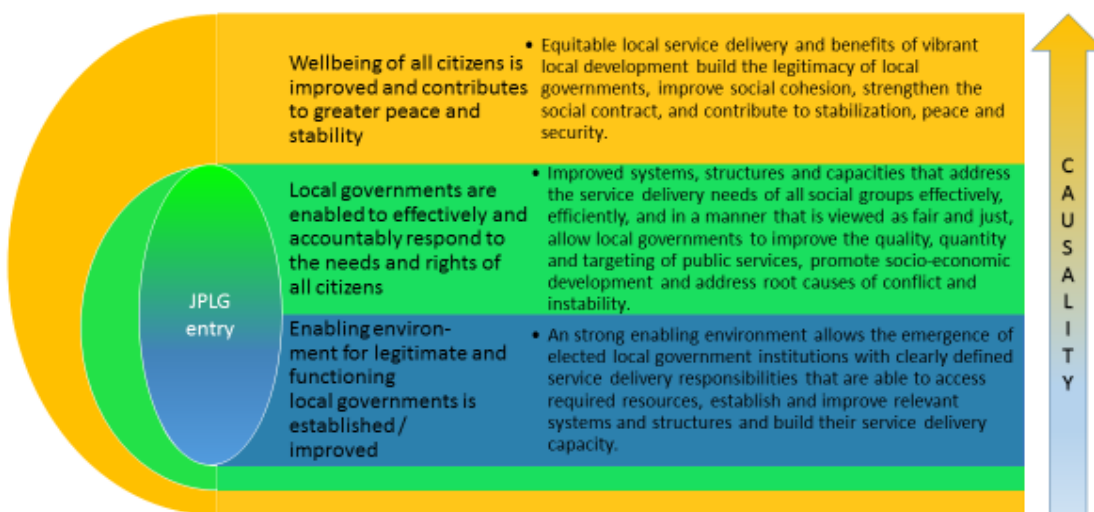 Wellbeing of all citizens is
improved and contributes
to greater peace and
stability
• Equitable local service delivery and benefits of vibrant
local development build the legitimacy of local
governments, improve social cohesion, strengthen the
social contract, and contribute to stabilization, peace and
security.
Local governments are
enabled to effectively and
accountably respond to
the needs and rights of
all citizens
• Improved systems, structures and capacities that address
the service delivery needs of all social groups effectively,
efficiently, and in a manner that is viewed as fair and just,
allow local governments to improve the quality, quantity
and targeting of public services, promote socio-economic
development and address root causes of conflict and
instability.
JPLG
entry
Enabling environ-
ment for legitimate and
functioning
local governments is
established /
improved
• An strong enabling environment allows the emergence of
elected local government institutions with clearly defined
service delivery responsibilities that are able to access
required resources, establish and improve relevant
systems and structures and build their service delivery
capacity.
C
A
U
S
A
L
I
T
Y